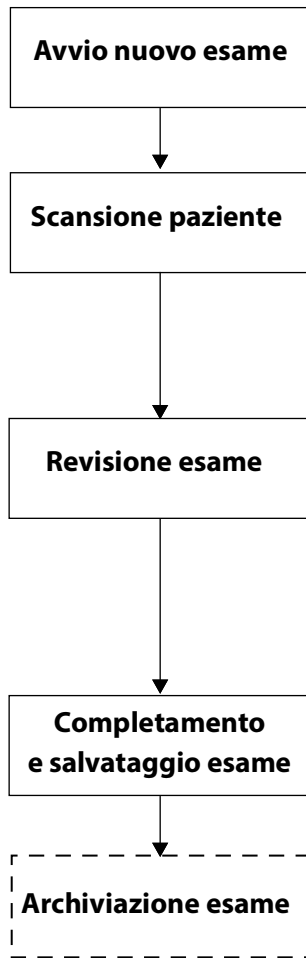 Avvio nuovo esame
Scansione paziente
Revisione esame
Completamento
e salvataggio esame
Archiviazione esame